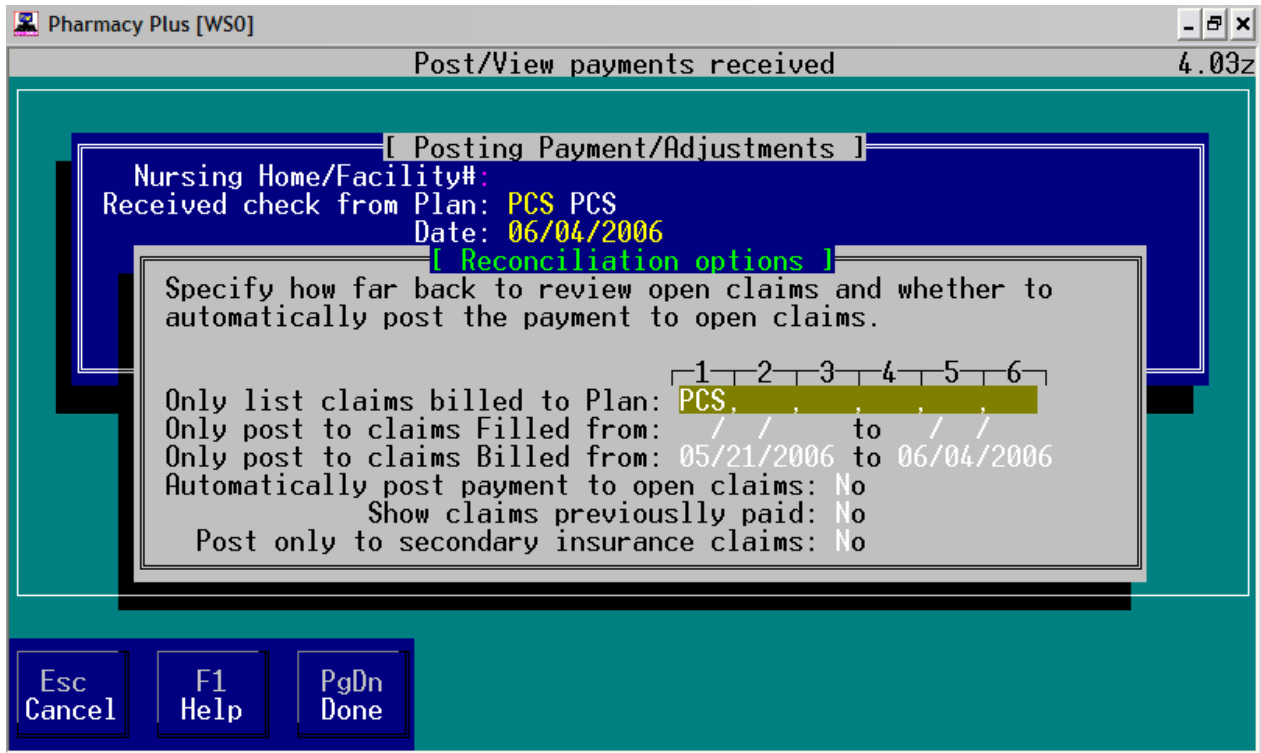 Pharmacy Plus [WS0]
Post/View payments received 4.03z
[ Posting Payment/Adjustments ]
Nursing Home/Facility#:
Received check from Plan: PCS PCS
Date: 06/04/2006
[ Reconciliation options ]
Specify how far back to review open claims and whether to
automatically post the payment to open claims.
1 2 3 4 5 6
Only list claims billed to Plan: PCS, , , , ,
Only post to claims Filled from: / / to / /
Only post to claims Billed from: 05/21/2006 to 06/04/2006
Automatically post payment to open claims: No
Show claims previouslly paid: No
Post only to secondary insurance claims: No
Esc F1 PgDn
Cancel Help Done